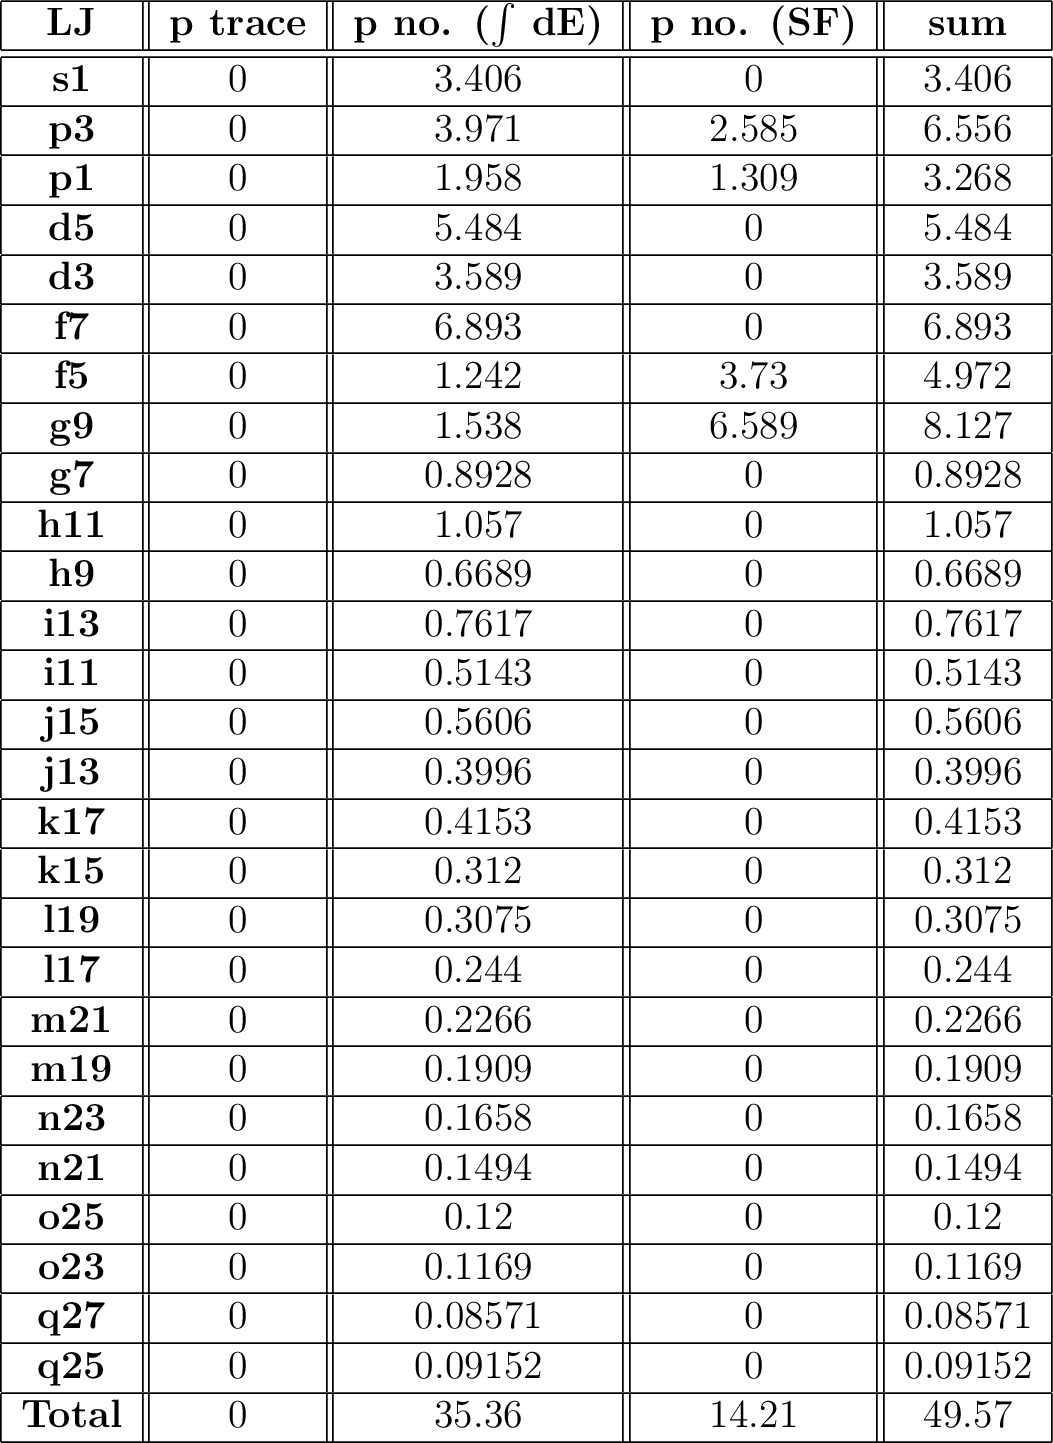 LJ p trace p no. (∫ dE) p no. (SF) sum
s1 0 3.406 0 3.406
p3 0 3.971 2.585 6.556
p1 0 1.958 1.309 3.268
d5 0 5.484 0 5.484
d3 0 3.589 0 3.589
f7 0 6.893 0 6.893
f5 0 1.242 3.73 4.972
g9 0 1.538 6.589 8.127
g7 0 0.8928 0 0.8928
h11 0 1.057 0 1.057
h9 0 0.6689 0 0.6689
i13 0 0.7617 0 0.7617
i11 0 0.5143 0 0.5143
j15 0 0.5606 0 0.5606
j13 0 0.3996 0 0.3996
k17 0 0.4153 0 0.4153
k15 0 0.312 0 0.312
l19 0 0.3075 0 0.3075
l17 0 0.244 0 0.244
m21 0 0.2266 0 0.2266
m19 0 0.1909 0 0.1909
n23 0 0.1658 0 0.1658
n21 0 0.1494 0 0.1494
o25 0 0.12 0 0.12
o23 0 0.1169 0 0.1169
q27 0 0.08571 0 0.08571
q25 0 0.09152 0 0.09152
Total 0 35.36 14.21 49.57